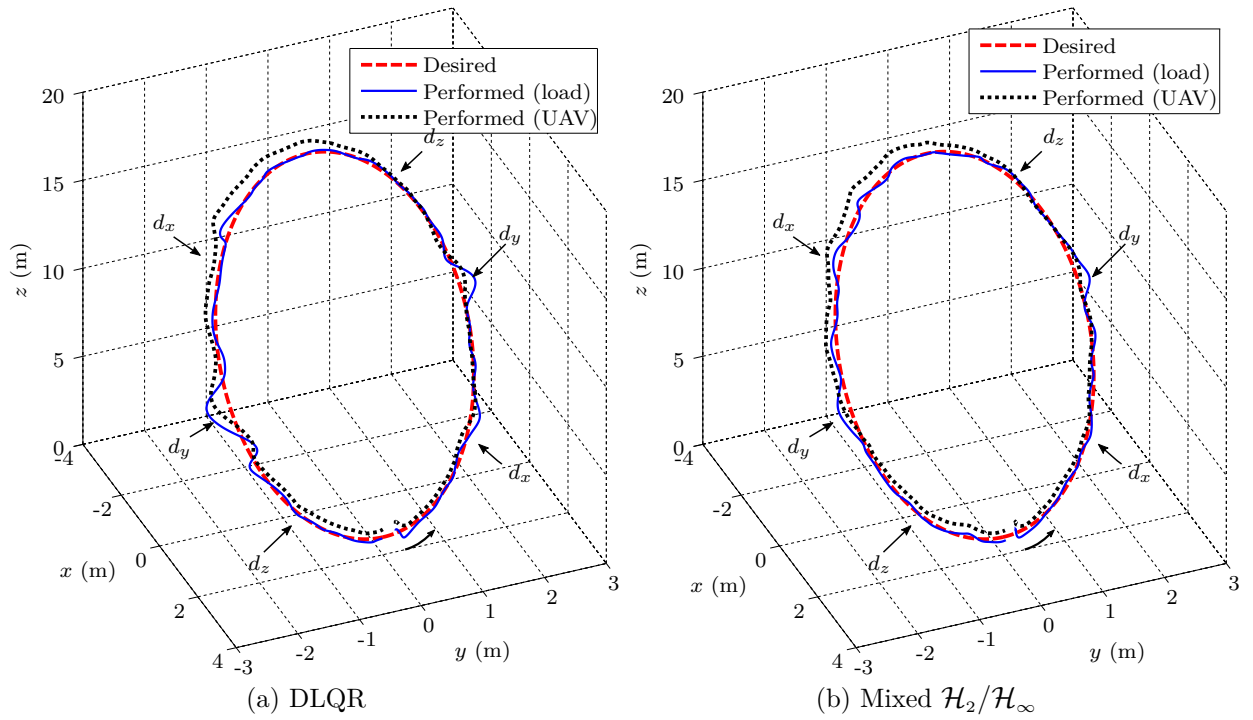 Desired
Performed (load)
Performed (UAV)
20
15
10
5
0
z (m)
-4
-2
0
2
4
x (m)
-3
-2
-1
0
1
2
3
y (m)
d_x
d_y
d_z
d_y
d_x
d_z
(a) DLQR
Desired
Performed (load)
Performed (UAV)
20
15
10
5
0
z (m)
-4
-2
0
2
4
x (m)
-3
-2
-1
0
1
2
3
y (m)
d_x
d_y
d_z
d_y
d_x
d_z
(b) Mixed ℋ₂/ℋ∞